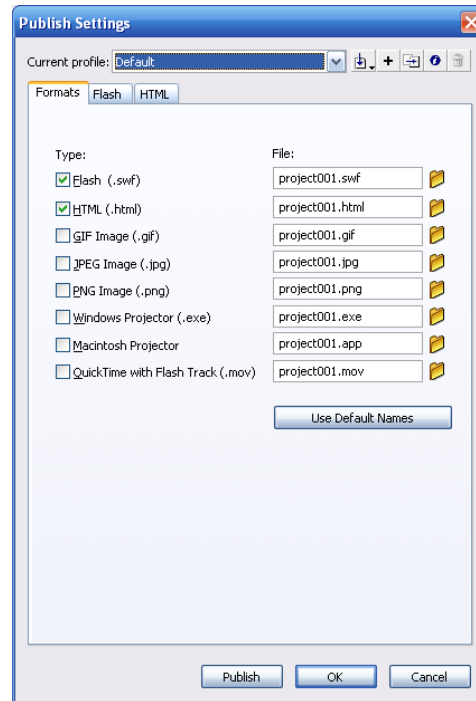 Publish Settings
Current profile: Default
Formats Flash HTML
Type: File:
Flash (.swf) project001.swf
HTML (.html) project001.html
GIF Image (.gif) project001.gif
JPEG Image (.jpg) project001.jpg
PNG Image (.png) project001.png
Windows Projector (.exe) project001.exe
Macintosh Projector project001.app
QuickTime with Flash Track (.mov) project001.mov
Use Default Names
Publish OK Cancel